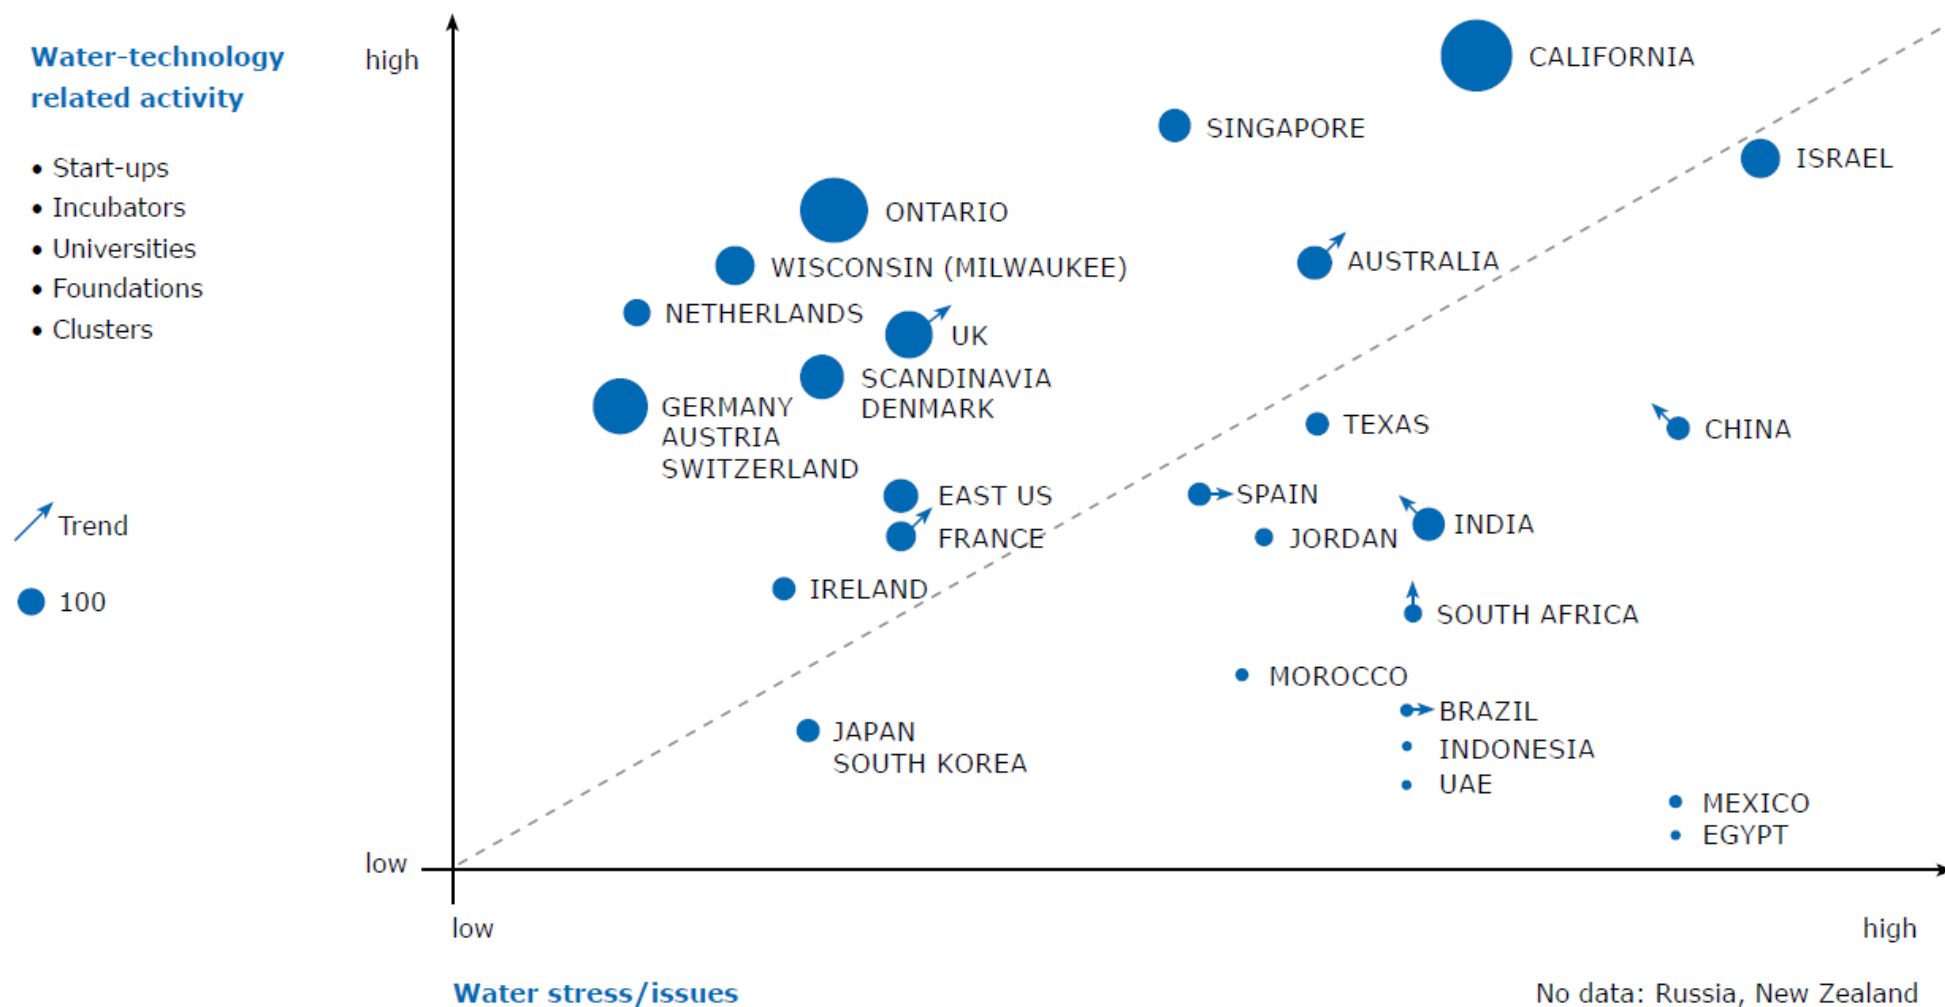 Water-technology
related activity
• Start-ups
• Incubators
• Universities
• Foundations
• Clusters
Trend
100
high
low
CALIFORNIA
SINGAPORE
ISRAEL
ONTARIO
AUSTRALIA
WISCONSIN (MILWAUKEE)
NETHERLANDS
UK
SCANDINAVIA
DENMARK
GERMANY
AUSTRIA
SWITZERLAND
TEXAS
CHINA
EAST US
SPAIN
INDIA
FRANCE
JORDAN
IRELAND
SOUTH AFRICA
MOROCCO
BRAZIL
JAPAN
SOUTH KOREA
INDONESIA
UAE
MEXICO
EGYPT
low
high
Water stress/issues
No data: Russia, New Zealand